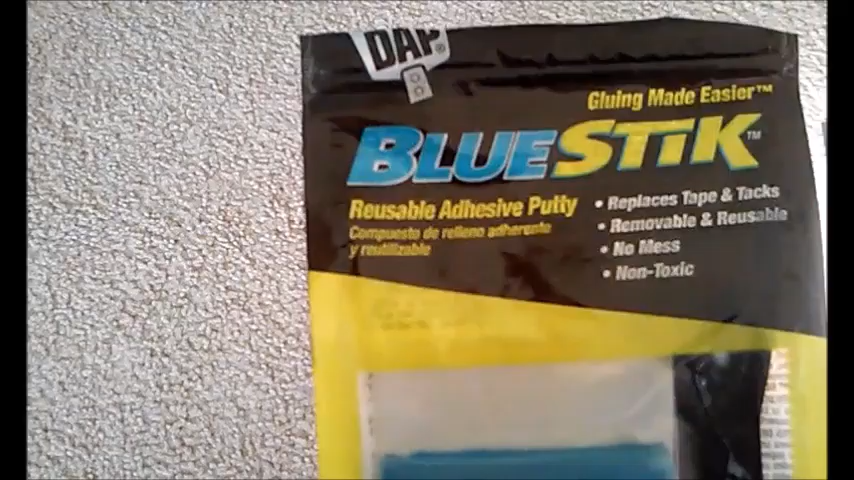 DAP®
Gluing Made Easier™
BLUESTIK™
Reusable Adhesive Putty
Compuesto de relleno adherente
y reutilizable
• Replaces Tape & Tacks
• Removable & Reusable
• No Mess
• Non-Toxic